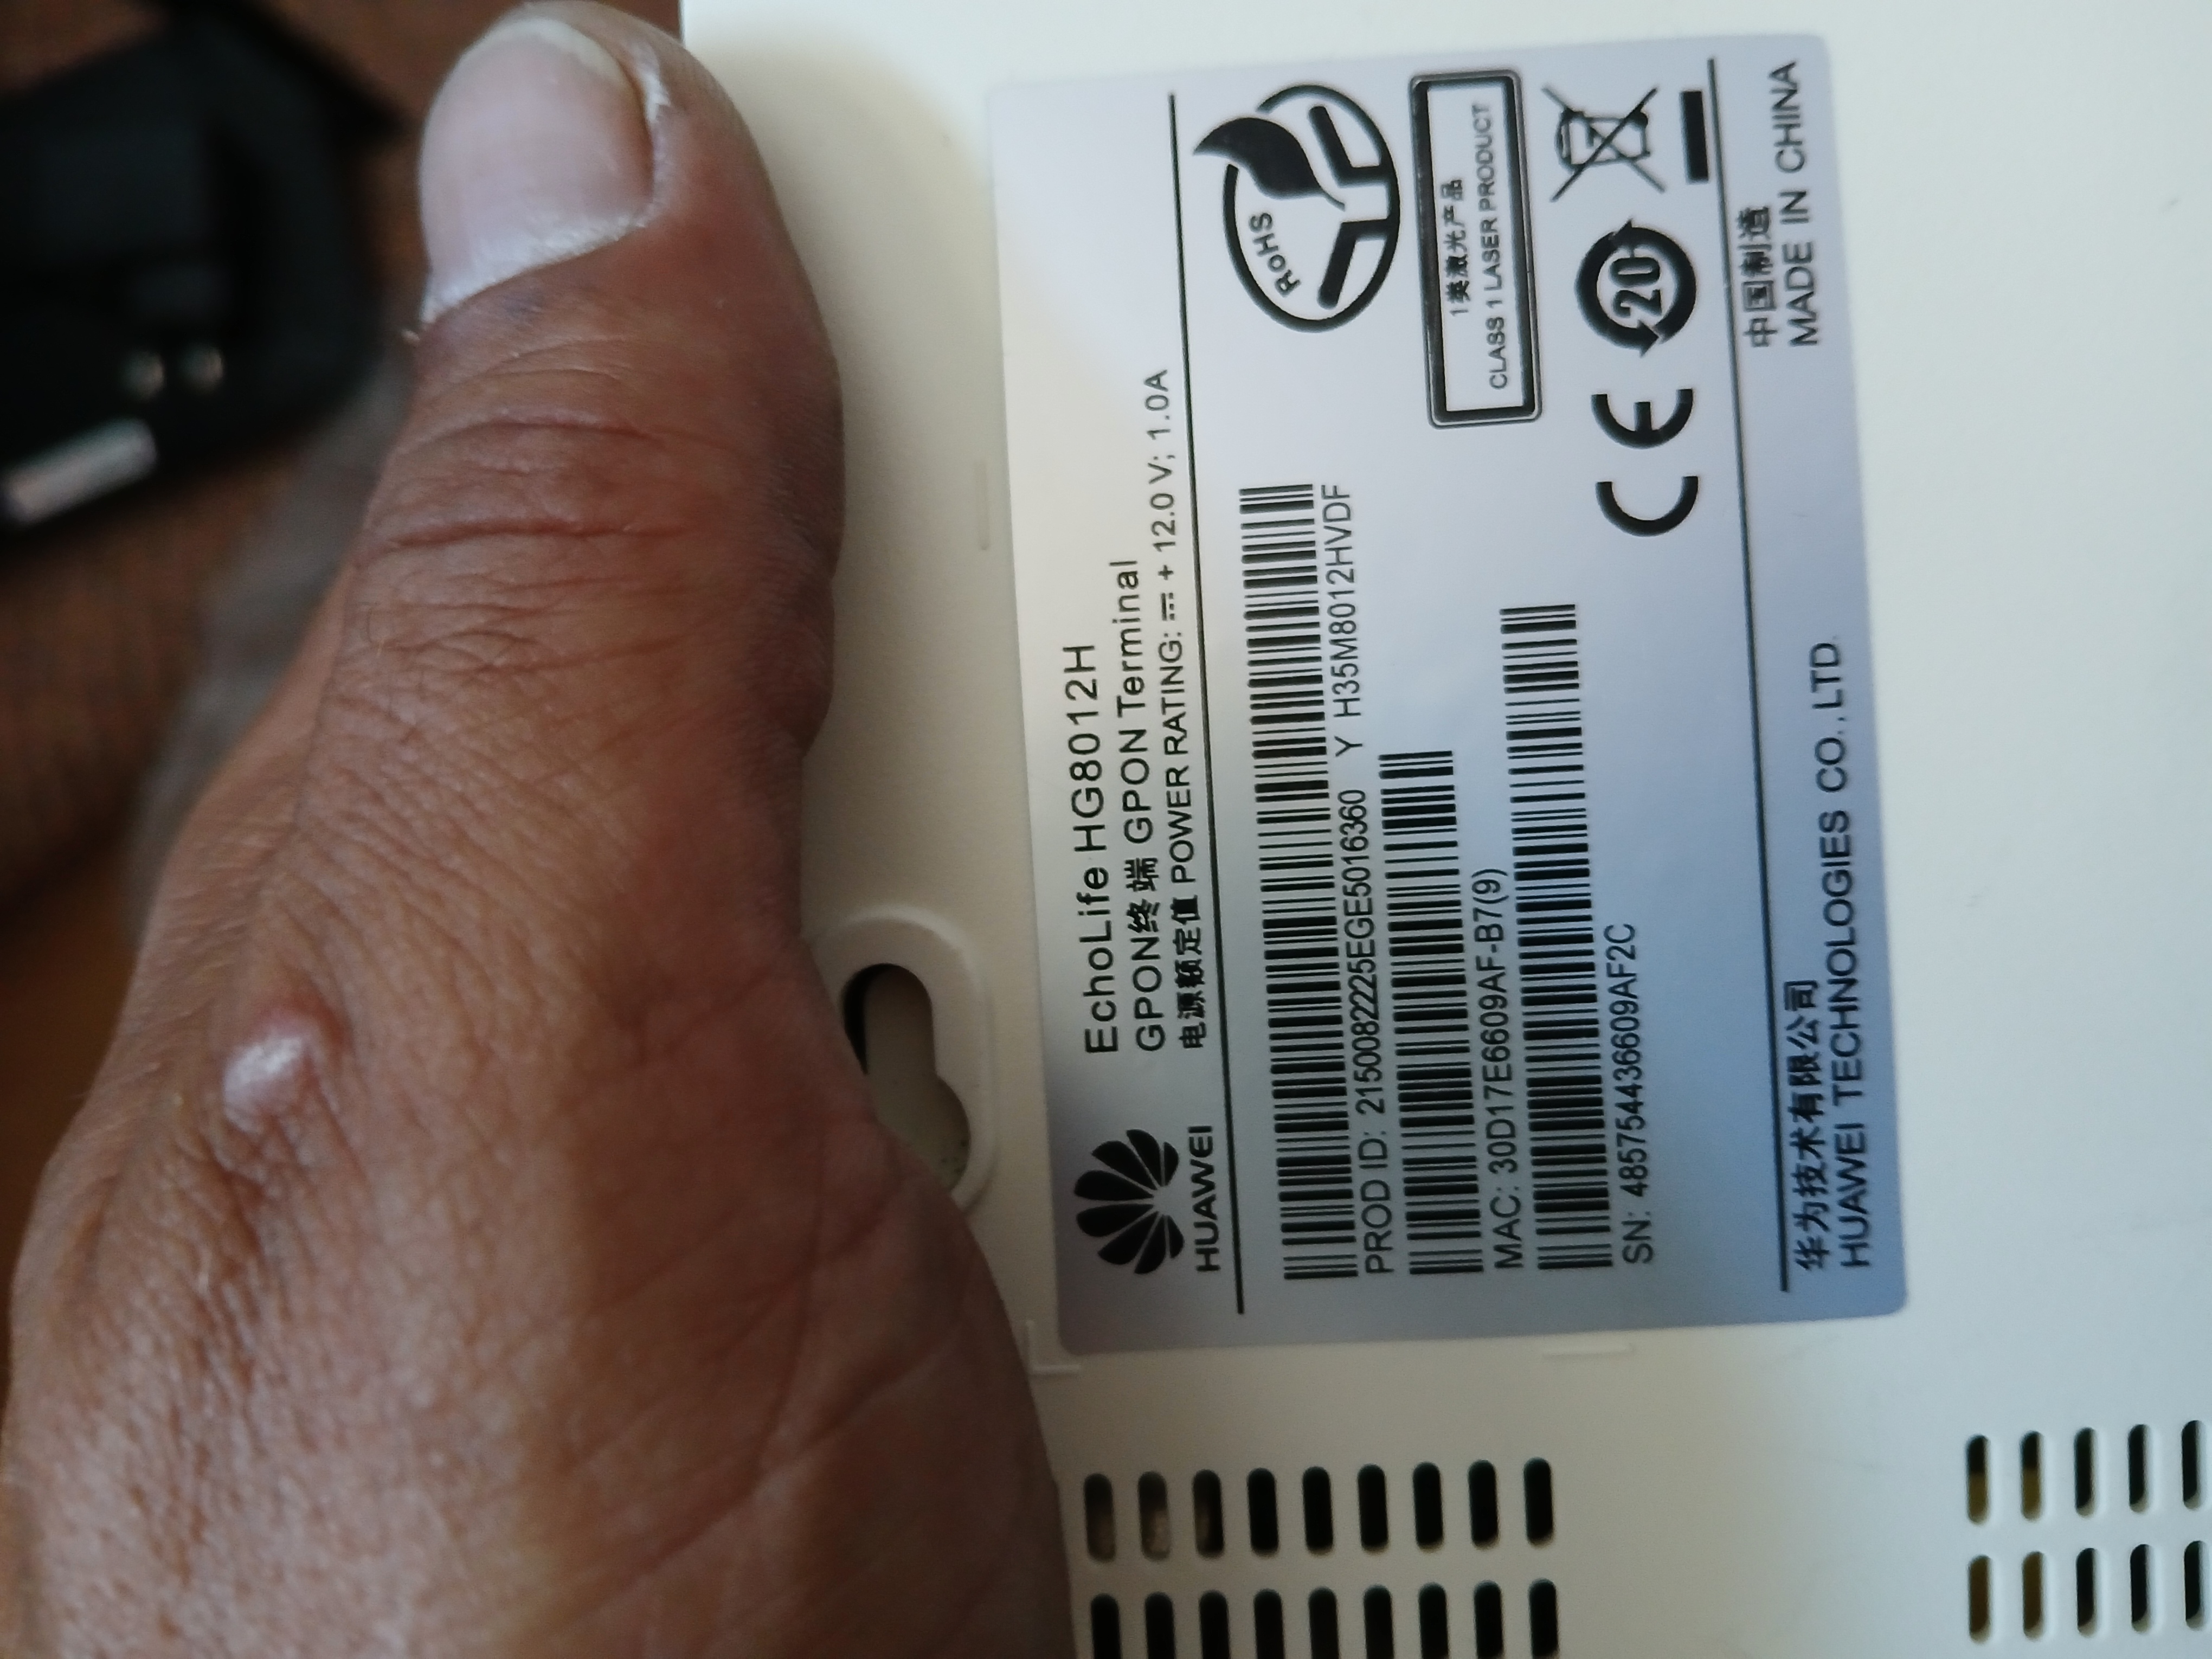 HUAWEI
EchoLife HG8012H
GPON终端 GPON Terminal
电源额定值 POWER RATING: ⎓ + 12.0 V; 1.0A
PROD ID: 2150082225EGE5016360 Y H35M8012HVDF
MAC: 30D17E6609AF-B7(9)
SN: 485754436609AF2C
RoHS
1类激光产品
CLASS 1 LASER PRODUCT
CE
20
华为技术有限公司
中国制造
HUAWEI TECHNOLOGIES CO.,LTD.
MADE IN CHINA